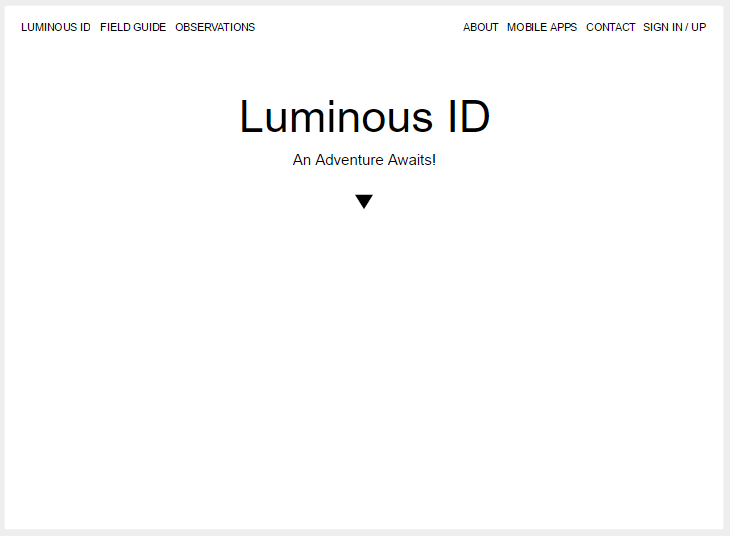 LUMINOUS ID FIELD GUIDE OBSERVATIONS ABOUT MOBILE APPS CONTACT SIGN IN / UP
Luminous ID
An Adventure Awaits!